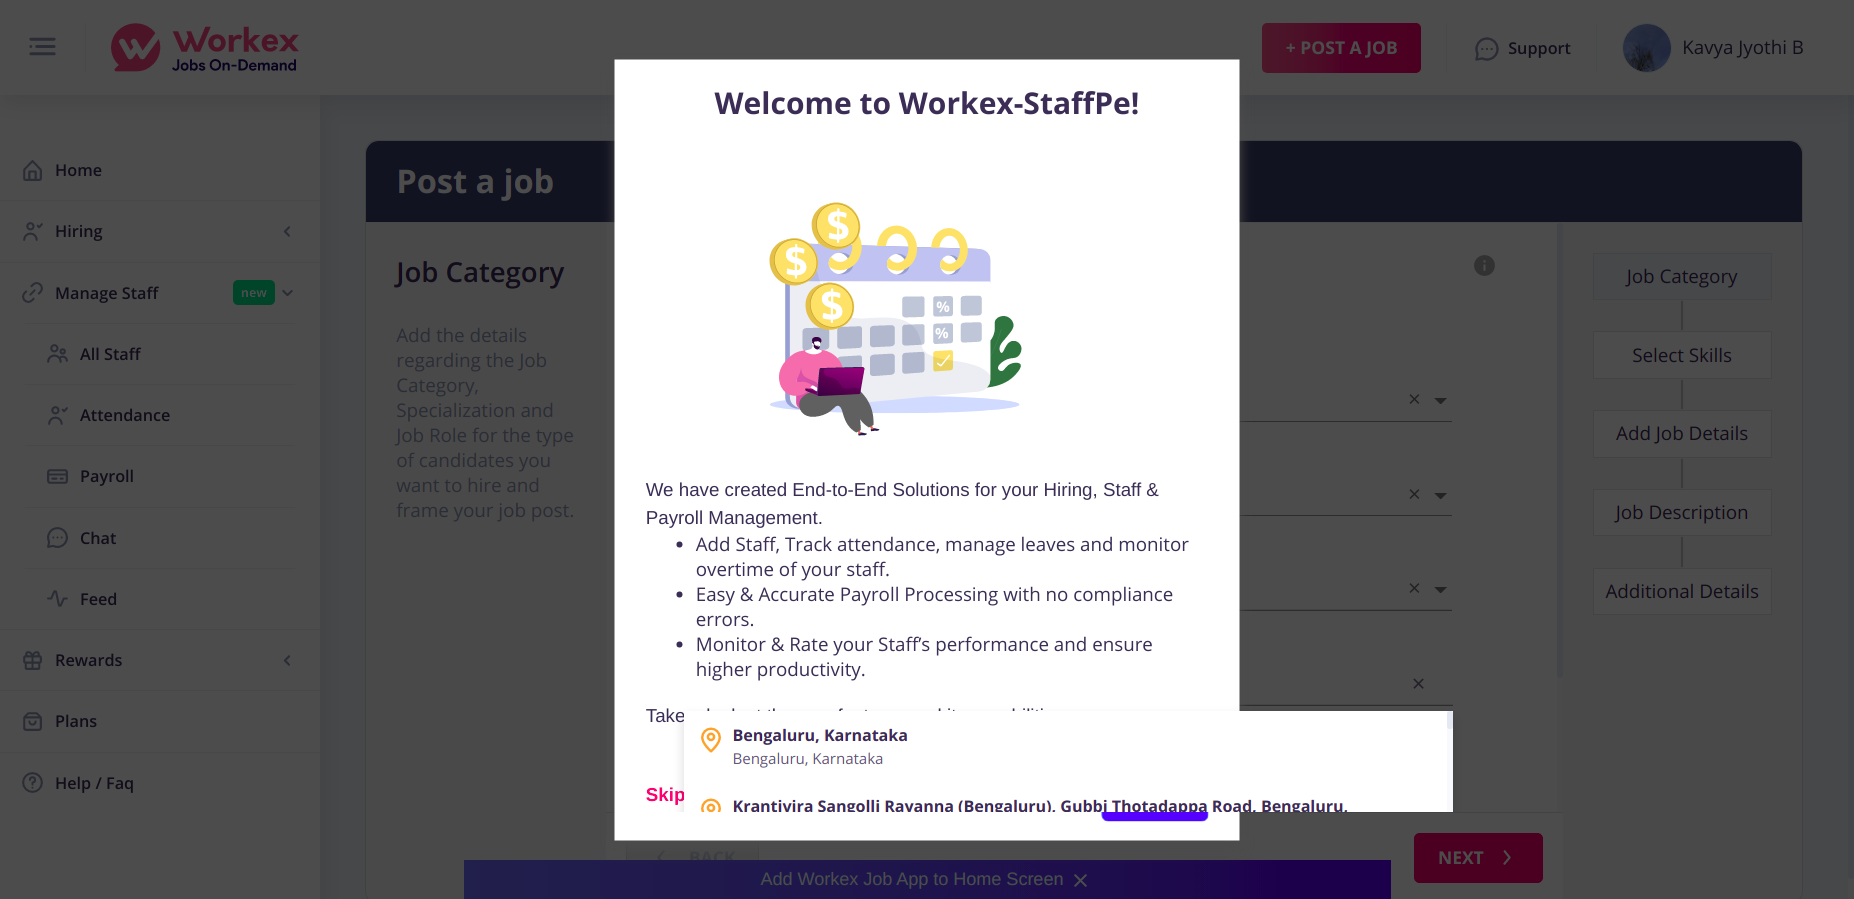 Workex
Jobs On-Demand
+ POST A JOB
Support
Kavya Jyothi B
Home
Hiring
Manage Staff
new
All Staff
Attendance
Payroll
Chat
Feed
Rewards
Plans
Help / Faq
Post a job
Job Category
Add the details
regarding the Job
Category,
Specialization and
Job Role for the type
of candidates you
want to hire and
frame your job post.
Welcome to Workex-StaffPe!
$
$
$
%
%
We have created End-to-End Solutions for your Hiring, Staff &
Payroll Management.
• Add Staff, Track attendance, manage leaves and monitor
overtime of your staff.
• Easy & Accurate Payroll Processing with no compliance
errors.
• Monitor & Rate your Staff's performance and ensure
higher productivity.
Take
Bengaluru, Karnataka
Bengaluru, Karnataka
Skip
Krantivira Sangolli Rayanna (Bengaluru), Gubbi Thotadappa Road, Bengaluru,
Job Category
Select Skills
Add Job Details
Job Description
Additional Details
BACK
NEXT
Add Workex Job App to Home Screen